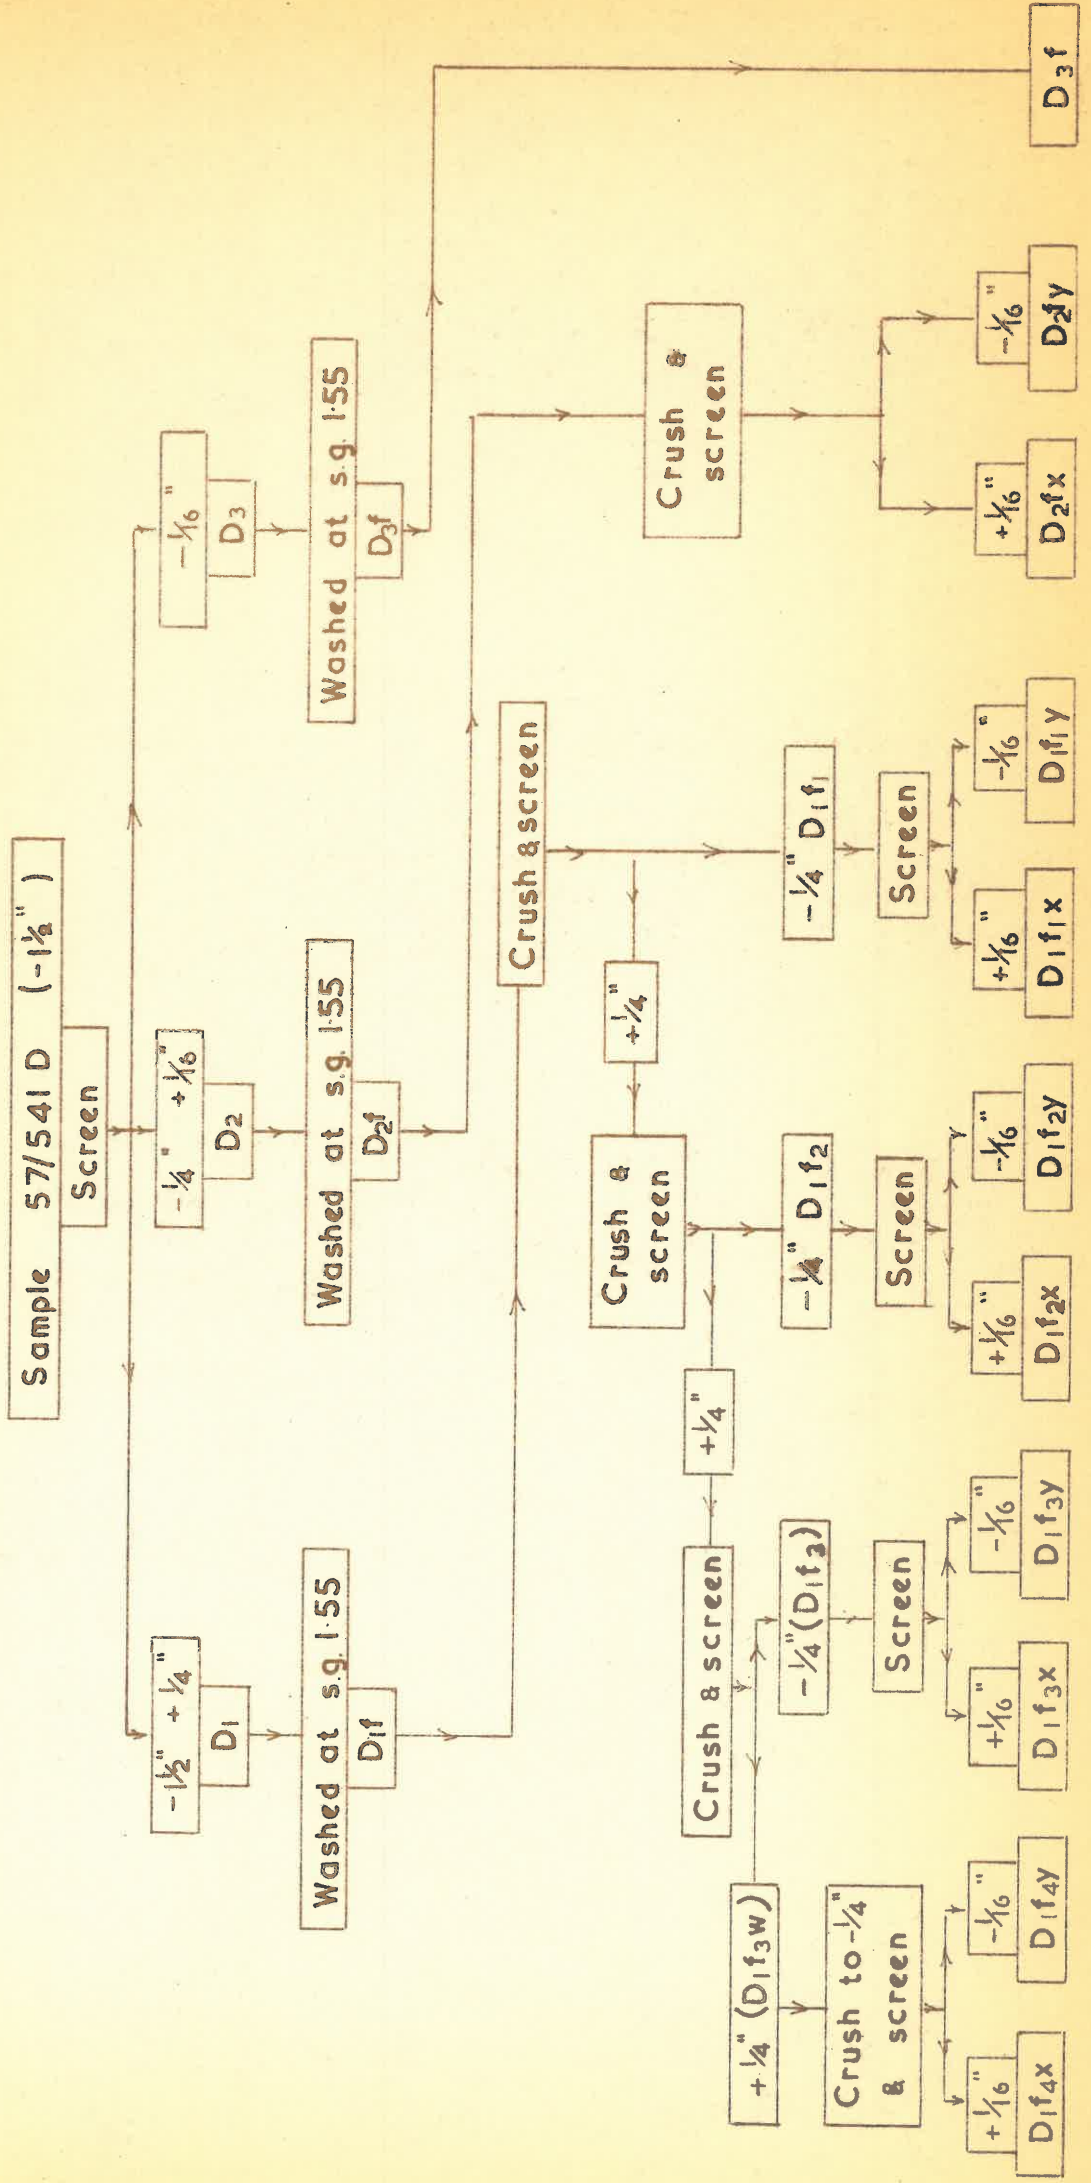 Sample 57/541 D (-1½")
Screen
-1½" +¼"
D1
Washed at s.g. 1·55
D1f
-¼" +1/16"
D2
Washed at s.g. 1·55
D2f
-1/16"
D3
Washed at s.g. 1·55
D3f
Crush & screen
+¼"
Crush &
screen
+¼"
Crush & screen
+¼" (D1f3w)
Crush to -¼"
& screen
+1/16"
D1f4x
-1/16"
D1f4y
-¼" (D1f3)
Screen
+1/16"
D1f3x
-1/16"
D1f3y
-¼" D1f2
Screen
+1/16"
D1f2x
-1/16"
D1f2y
-¼" D1f1
Screen
+1/16"
D1f1x
-1/16"
D1f1y
Crush &
screen
+1/16"
D2fx
-1/16"
D2fy
D3f